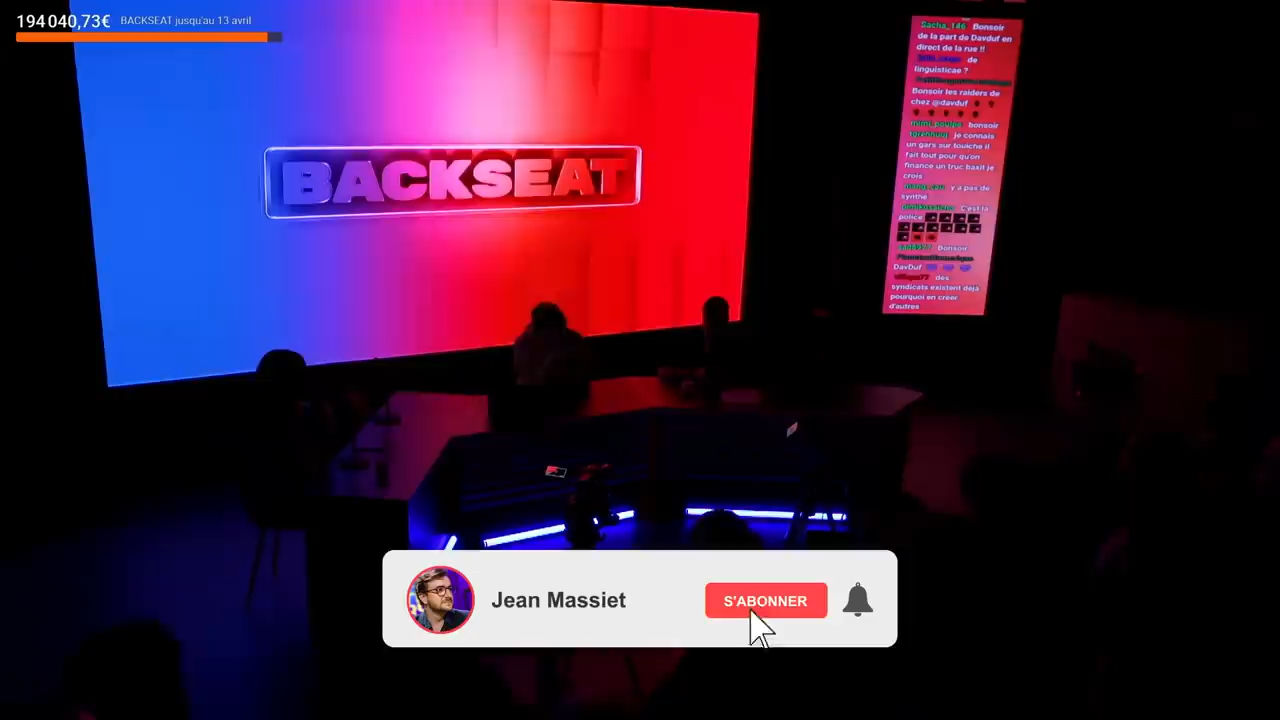 194 040,73€ BACKSEAT jusqu'au 13 avril
BACKSEAT
Sacha_146 Bonsoir
de la part de Davduf en
direct de la rue !!
de
linguisticae ?
Bonsoir les raiders de
chez @davduf
bonsoir
je connais
un gars sur touiche il
fait tout pour qu'on
finance un truc baxit je
crois
y a pas de
synthé
C'est la
police
Bonsoir
DavDuf
des
syndicats existent déjà
pourquoi en créer
d'autres
Jean Massiet
S'ABONNER